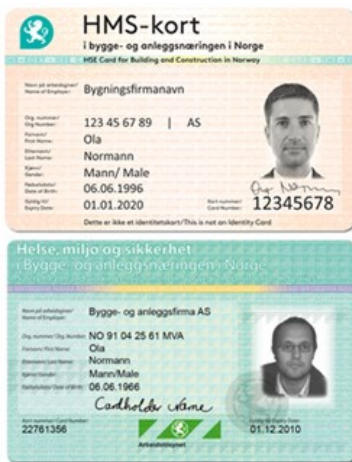 HMS-kort
i bygge- og anleggsnæringen i Norge
HSE Card for Building and Construction in Norway
Navn på arbeidsgiver/
Name of Employer:
Bygningsfirmanavn
Org. nummer/
Org Number:
123 45 67 89 | AS
Fornavn/
First Name:
Ola
Etternavn/
Last Name:
Normann
Kjønn/
Gender:
Mann/ Male
Fødselsdato/
Date of Birth:
06.06.1996
Gyldig til/
Expiry Date:
01.01.2020
Kort nummer/
Card Number:
12345678
Dette er ikke et identitetskort/This is not an Identity Card
Helse, miljø og sikkerhet
i Bygge- og anleggsnæringen i Norge
Navn på arbeidsgiver/
Name of Employer:
Bygge- og anleggsfirma AS
Org. nummer/Org. Number:
NO 91 04 25 61 MVA
Fornavn/First Name:
Ola
Etternavn/Last Name:
Normann
Kjønn/Gender:
Mann/Male
Fødselsdato/Date of Birth:
06.06.1966
Cardholder name
Kort nummer/Card Number:
22761356
Arbeidstilsynet
Gyldig til/Expiry Date:
01.12.2010